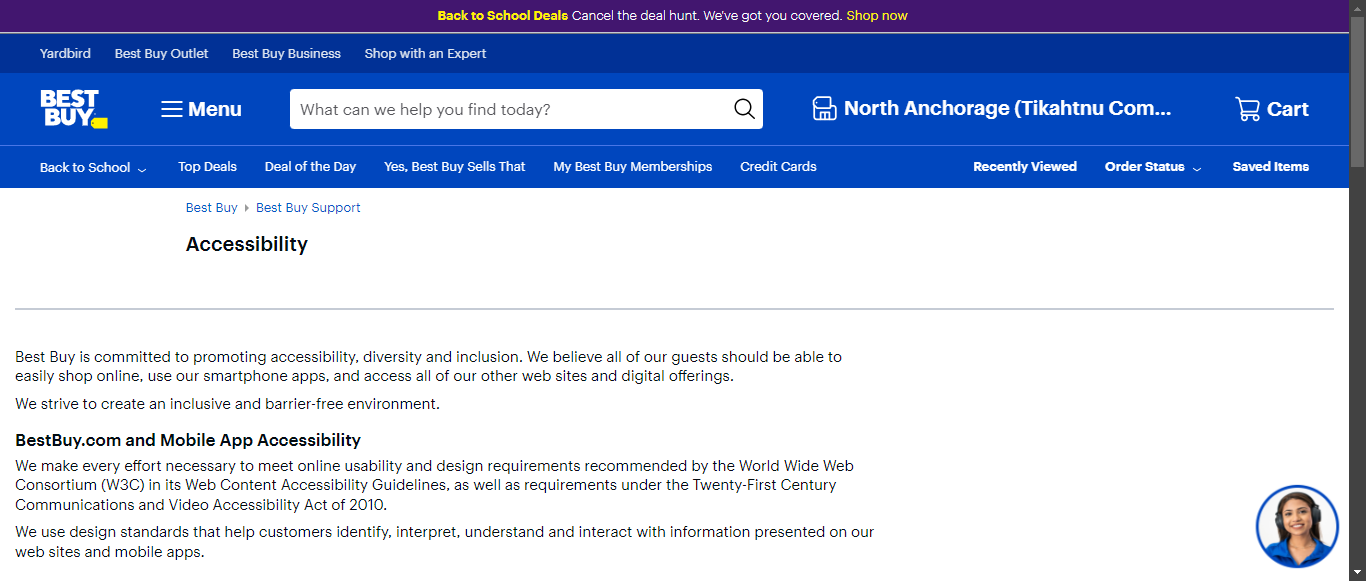 Back to School Deals Cancel the deal hunt. We've got you covered. Shop now
Yardbird Best Buy Outlet Best Buy Business Shop with an Expert
BEST BUY
Menu
What can we help you find today?
North Anchorage (Tikahtnu Com...
Cart
Back to School Top Deals Deal of the Day Yes, Best Buy Sells That My Best Buy Memberships Credit Cards Recently Viewed Order Status Saved Items
Best Buy Best Buy Support
Accessibility
Best Buy is committed to promoting accessibility, diversity and inclusion. We believe all of our guests should be able to
easily shop online, use our smartphone apps, and access all of our other web sites and digital offerings.
We strive to create an inclusive and barrier-free environment.
BestBuy.com and Mobile App Accessibility
We make every effort necessary to meet online usability and design requirements recommended by the World Wide Web
Consortium (W3C) in its Web Content Accessibility Guidelines, as well as requirements under the Twenty-First Century
Communications and Video Accessibility Act of 2010.
We use design standards that help customers identify, interpret, understand and interact with information presented on our
web sites and mobile apps.